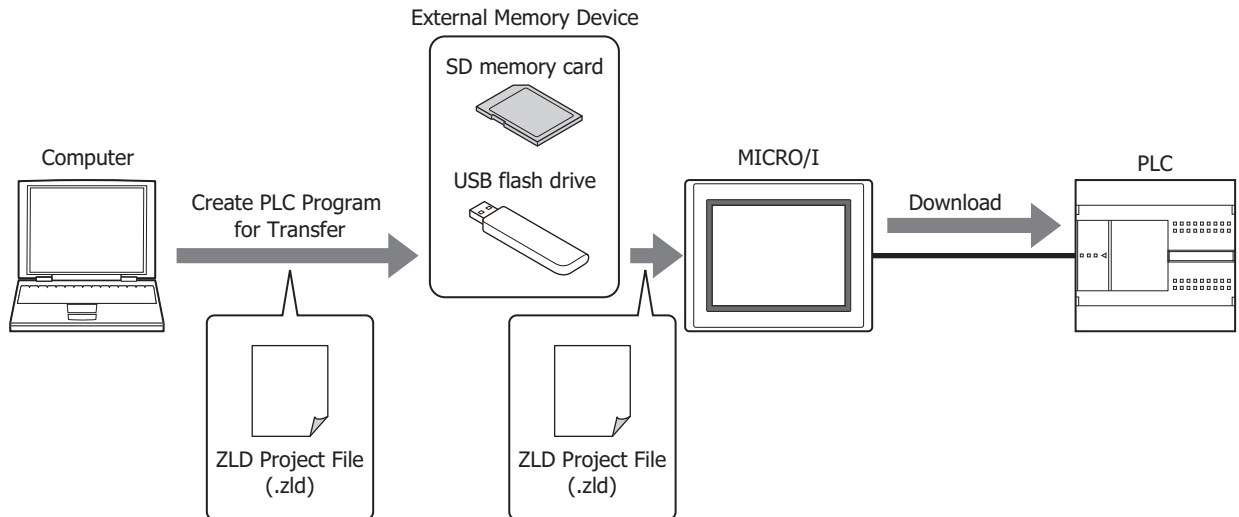 External Memory Device
SD memory card
USB flash drive
Computer
Create PLC Program
for Transfer
MICRO/I
Download
PLC
ZLD Project File
(.zld)
ZLD Project File
(.zld)